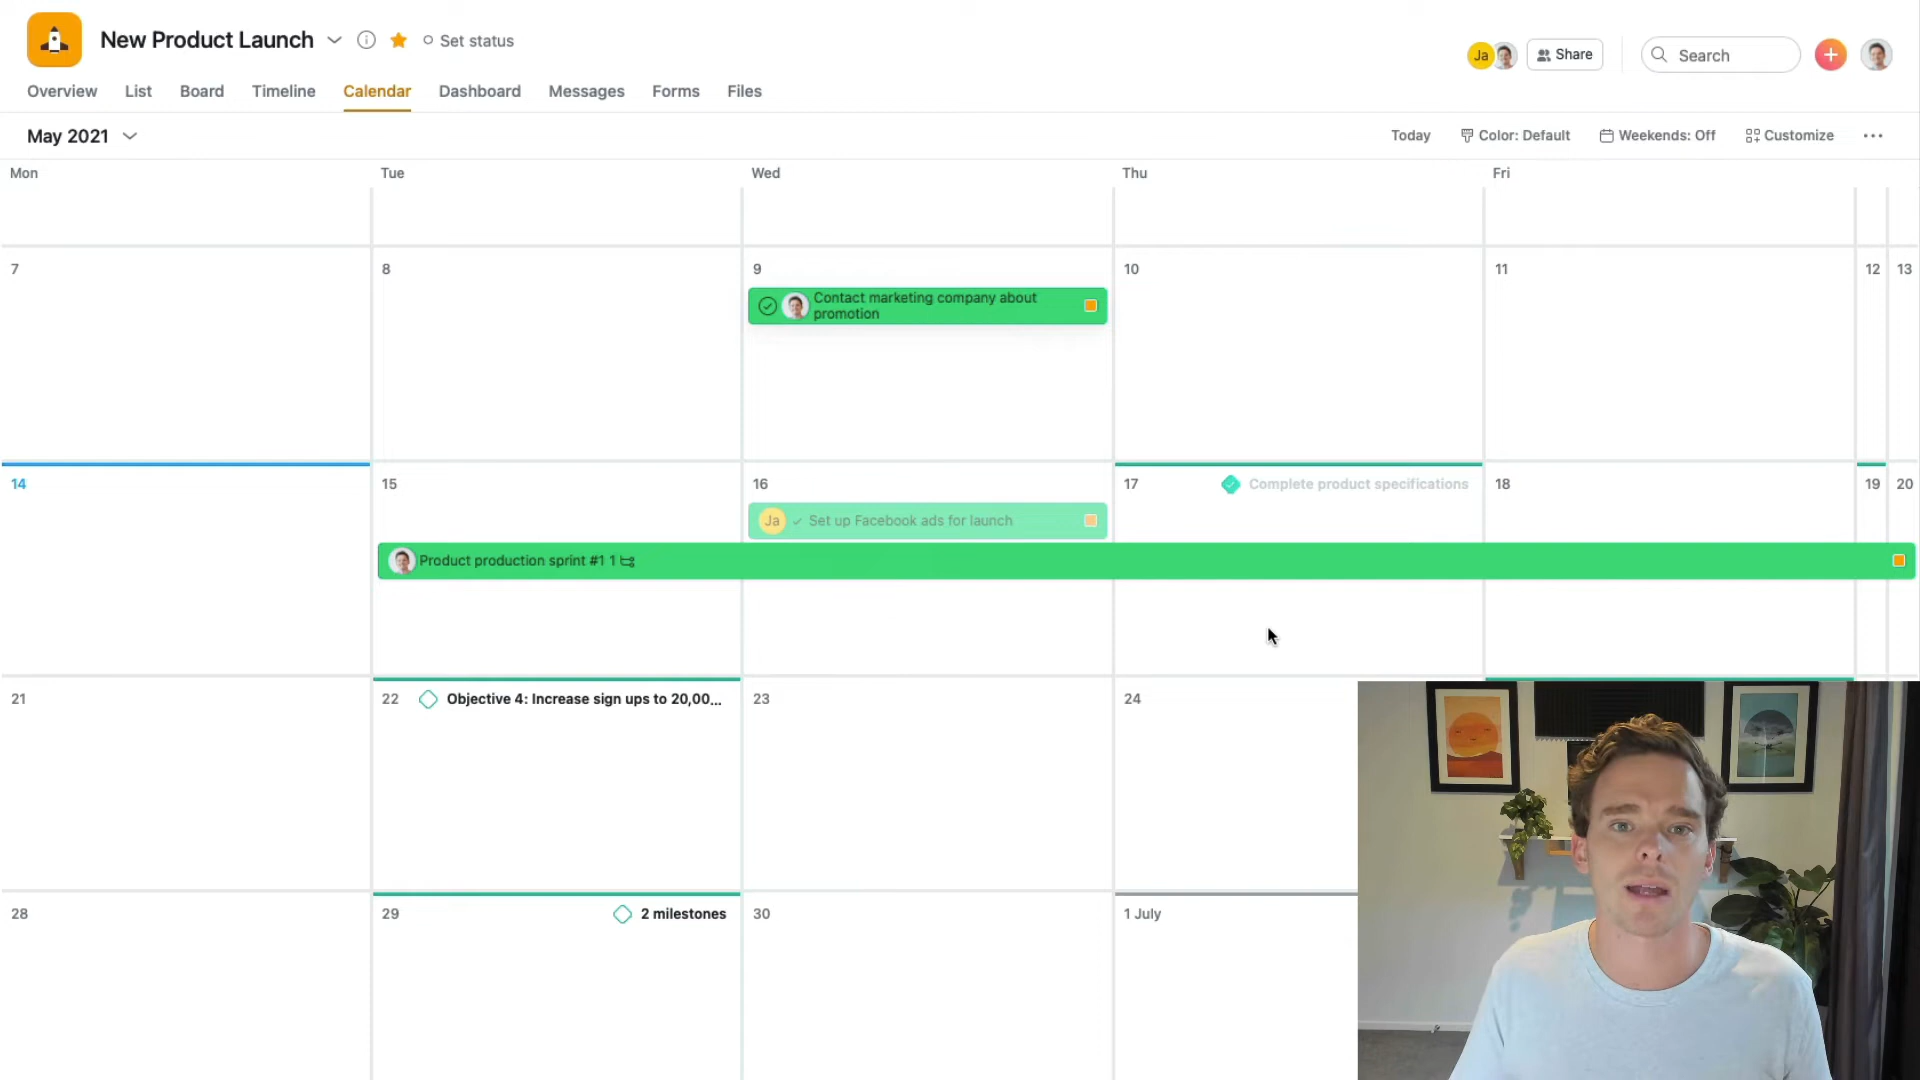 New Product Launch
Set status
Ja
Share
Search
Overview
List
Board
Timeline
Calendar
Dashboard
Messages
Forms
Files
May 2021
Today
Color: Default
Weekends: Off
Customize
Mon
Tue
Wed
Thu
Fri
7
8
9
10
11
12
13
Contact marketing company about
promotion
14
15
16
17
Complete product specifications
18
19
20
Ja
Set up Facebook ads for launch
Product production sprint #1 1
21
22
Objective 4: Increase sign ups to 20,00...
23
24
28
29
2 milestones
30
1 July